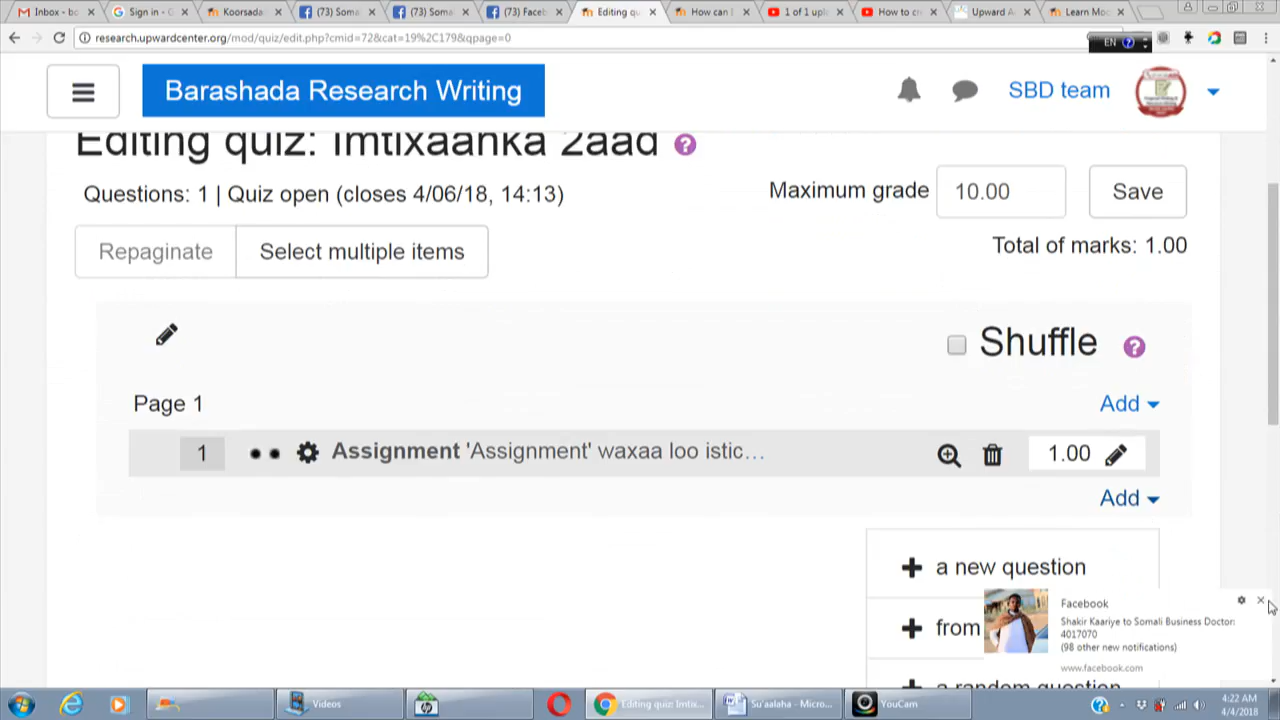 Inbox - bo
Sign in - G
Koorsada
(73) Soma
(73) Soma
(73) Faceb
Editing qu
How can I
1 of 1 uplo
How to cr
Upward A
Learn Moo
research.upwardcenter.org/mod/quiz/edit.php?cmid=72&cat=19%2C179&qpage=0
EN
Barashada Research Writing
SBD team
Editing quiz: Imtixaanka 2aad
Questions: 1 | Quiz open (closes 4/06/18, 14:13)
Maximum grade 10.00 Save
Repaginate Select multiple items
Total of marks: 1.00
Shuffle
Page 1
Add
1 Assignment 'Assignment' waxaa loo istic… 1.00
Add
a new question
from
a random question
Facebook
Shakir Kaariye to Somali Business Doctor:
4017070
(98 other new notifications)
www.facebook.com
Videos
Editing quiz: Imtix...
Su'aalaha - Micro...
YouCam
4:22 AM
4/4/2018